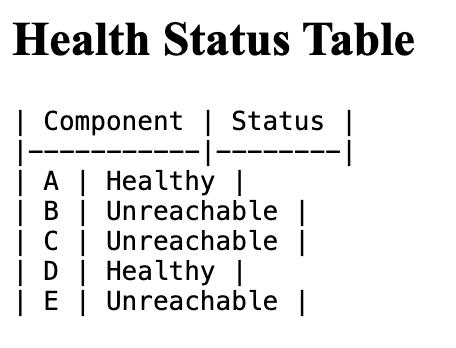 Health Status Table
| Component | Status |
|-----------|--------|
| A | Healthy |
| B | Unreachable |
| C | Unreachable |
| D | Healthy |
| E | Unreachable |